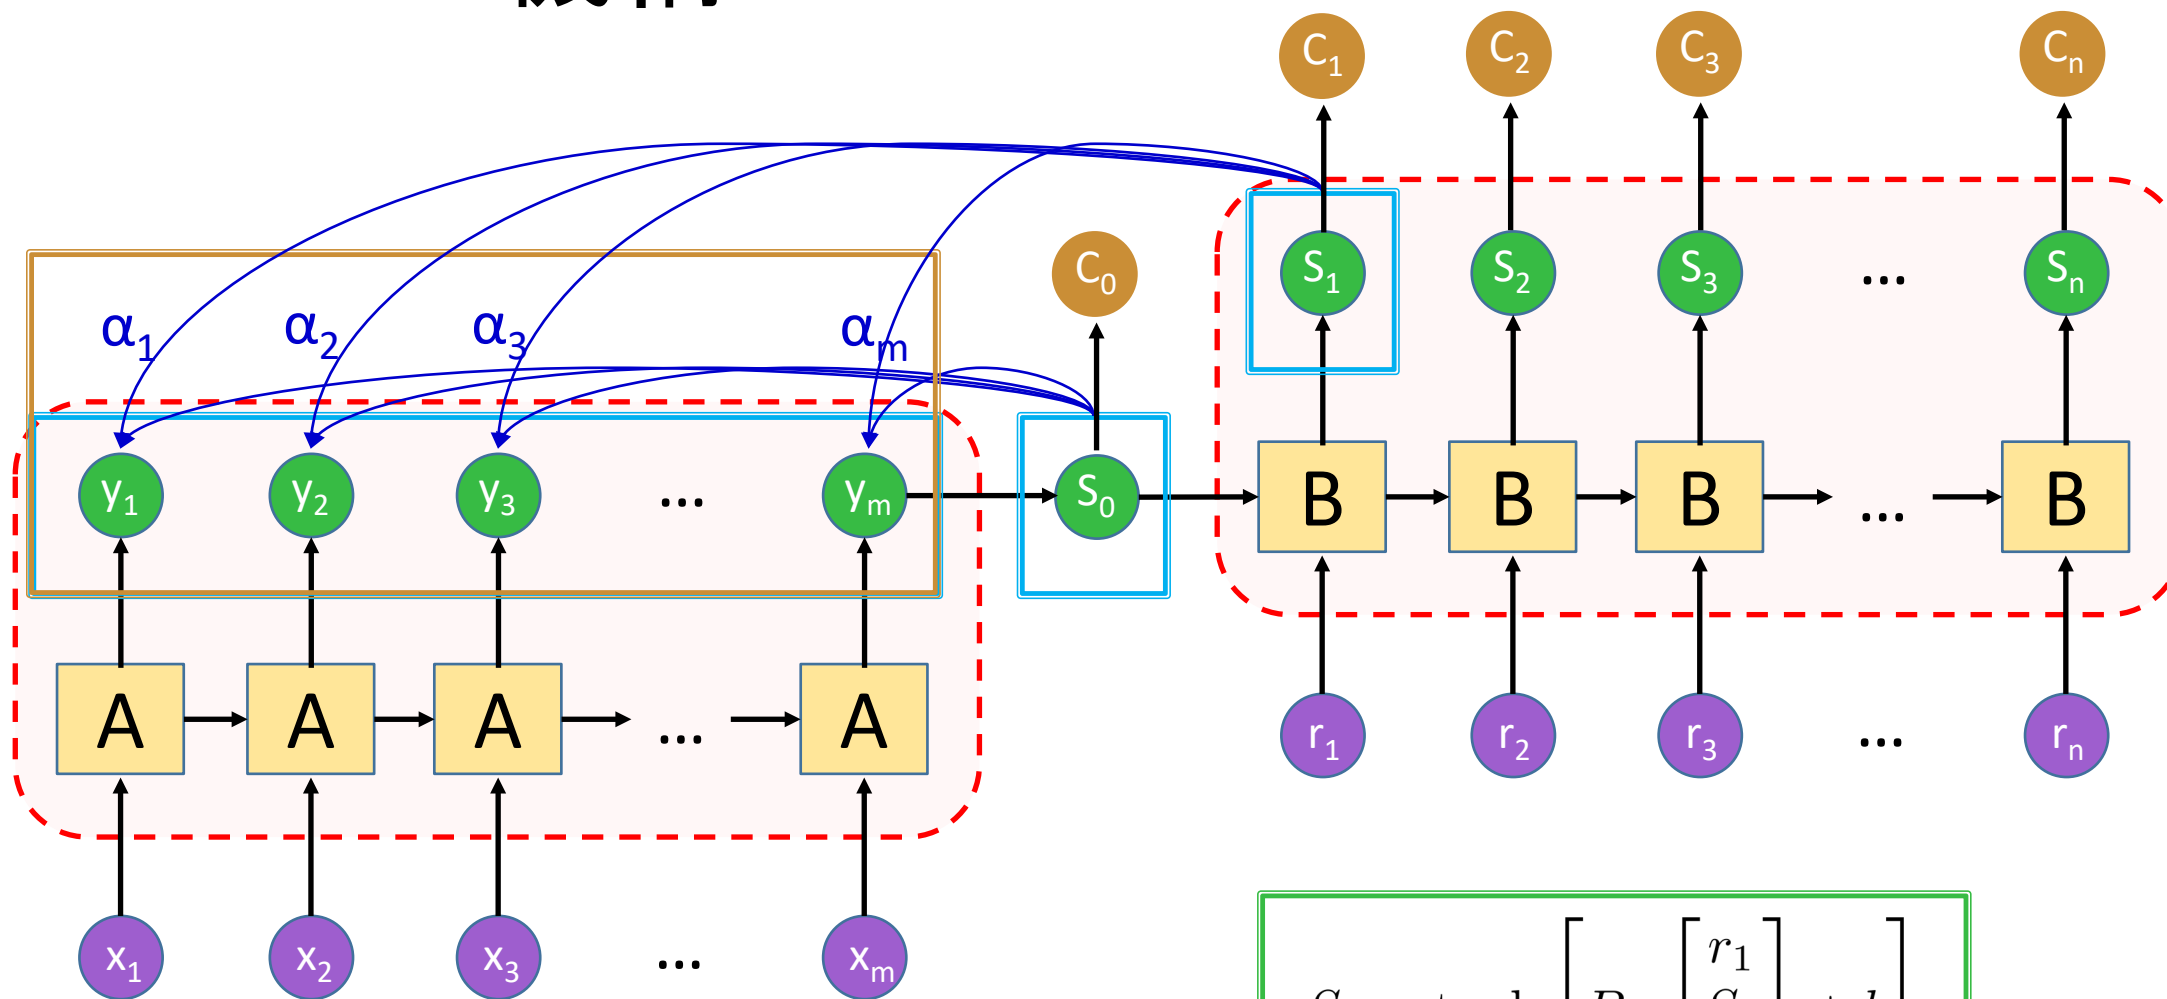 C₁ C₂ C₃ Cₙ
C₀ S₁ S₂ S₃ ... Sₙ
α₁ α₂ α₃ αₘ
y₁ y₂ y₃ ... yₘ S₀ B B B ... B
A A A ... A r₁ r₂ r₃ ... rₙ
x₁ x₂ x₃ ... xₘ
r₁